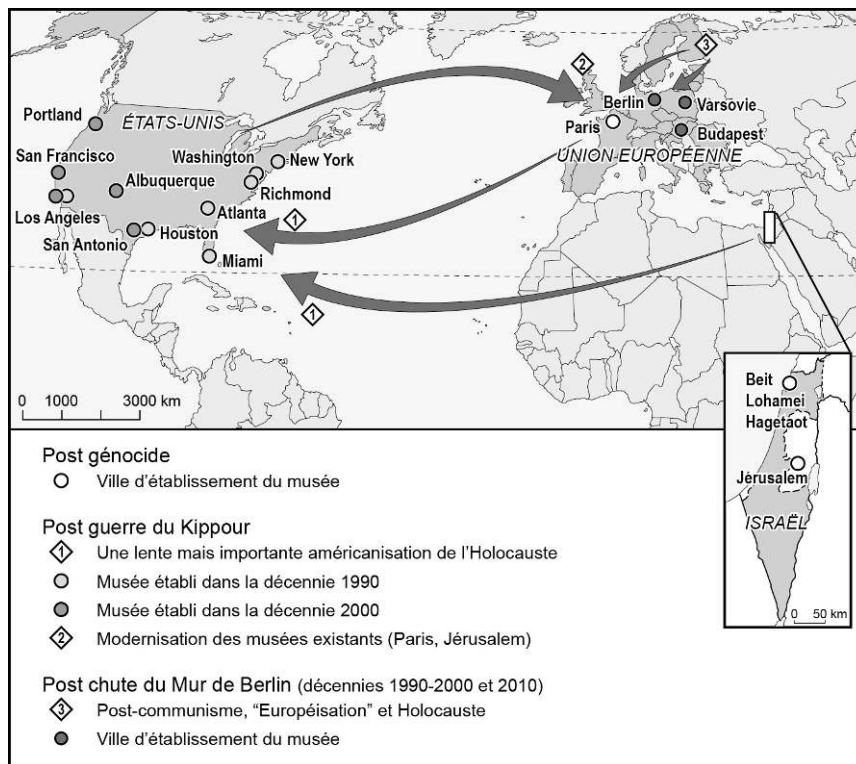 2
3
Portland
ÉTATS-UNIS
Berlin
Varsovie
Paris
Budapest
San Francisco
Washington
New York
UNION EUROPÉENNE
Albuquerque
Richmond
Los Angeles
Atlanta
1
San Antonio
Houston
Miami
1
0 1000 3000 km
Beit
Lohamei
Hagetaot
Jérusalem
ISRAËL
0 50 km
Post génocide
Ville d'établissement du musée
Post guerre du Kippour
1 Une lente mais importante américanisation de l'Holocauste
Musée établi dans la décennie 1990
Musée établi dans la décennie 2000
2 Modernisation des musées existants (Paris, Jérusalem)
Post chute du Mur de Berlin (décennies 1990-2000 et 2010)
3 Post-communisme, “Européisation” et Holocauste
Ville d'établissement du musée